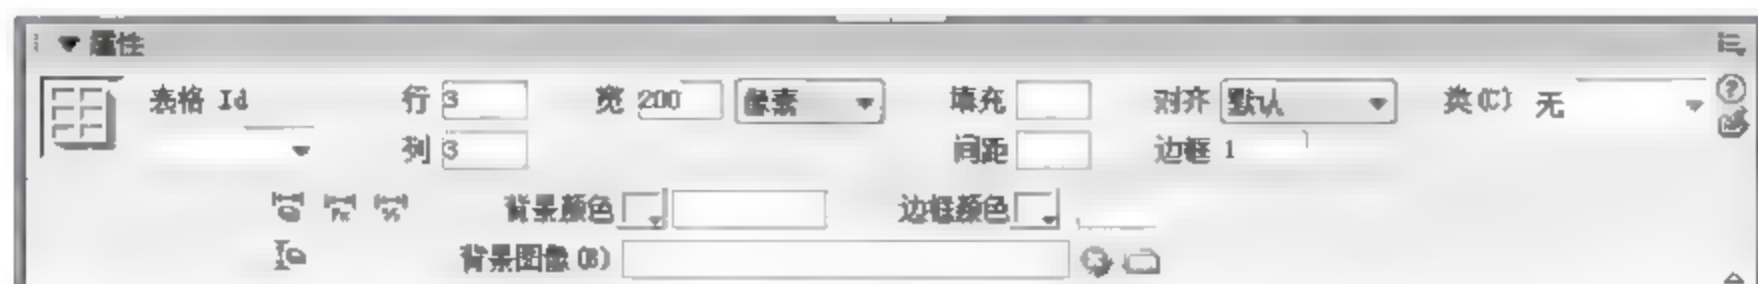 属性
表格 Id 行 3 宽 200 像素 填充 对齐 默认 类(C) 无
列 3 间距 边框 1
背景颜色 边框颜色
背景图像(B)